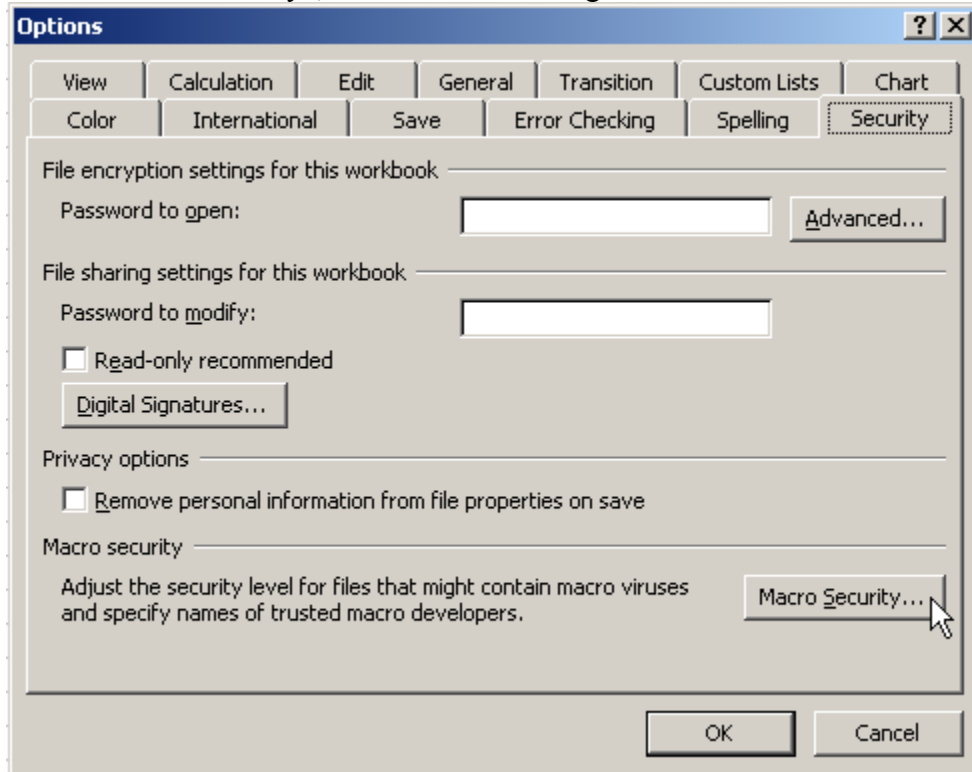 Options
View Calculation Edit General Transition Custom Lists Chart
Color International Save Error Checking Spelling Security
File encryption settings for this workbook
Password to open: Advanced...
File sharing settings for this workbook
Password to modify:
Read-only recommended
Digital Signatures...
Privacy options
Remove personal information from file properties on save
Macro security
Adjust the security level for files that might contain macro viruses
and specify names of trusted macro developers.
Macro Security...
OK Cancel